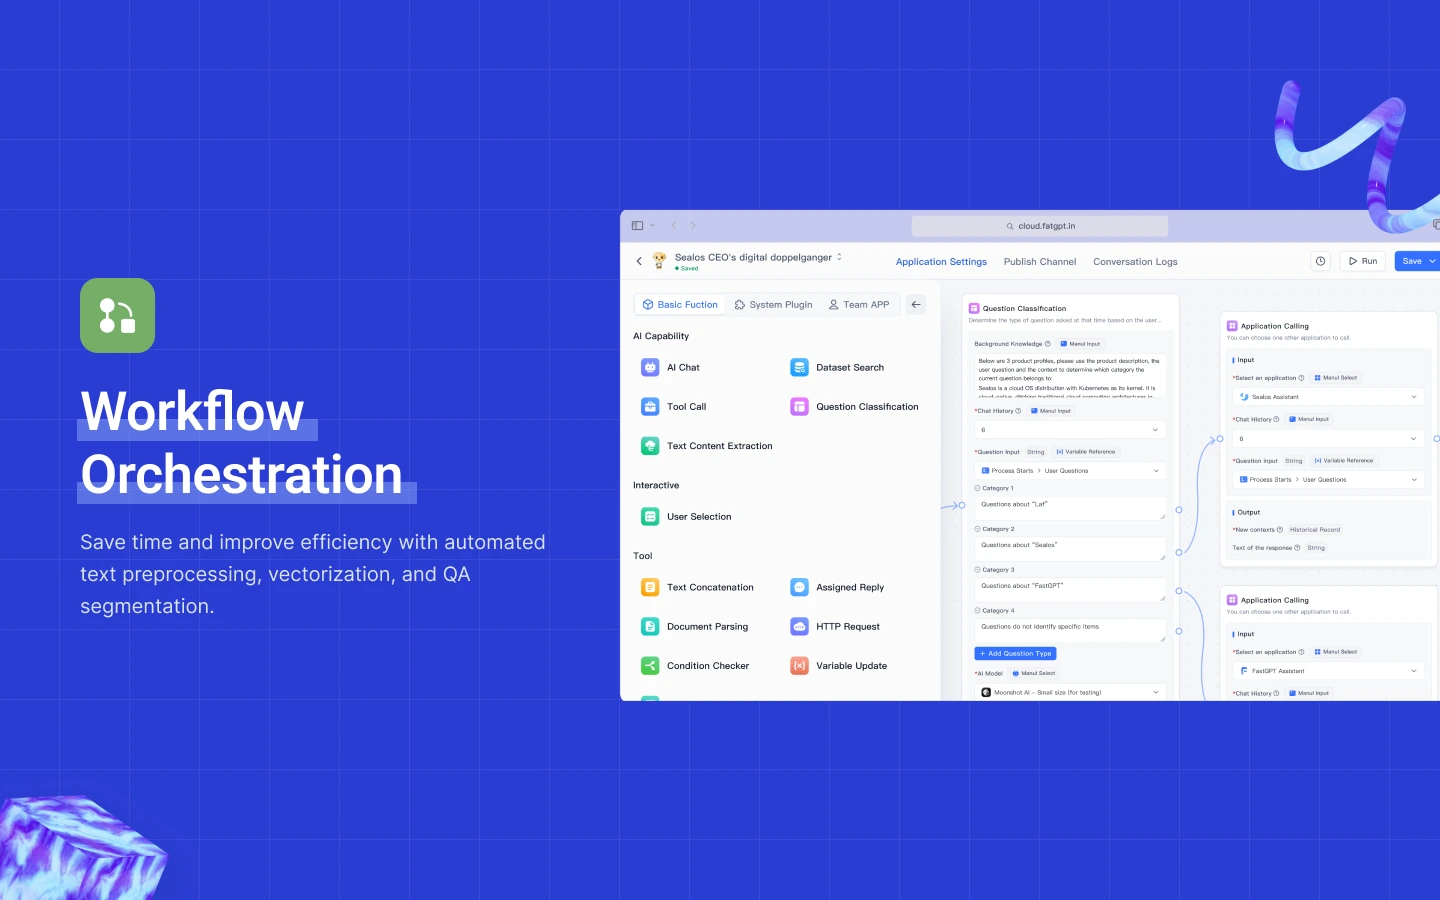 Workflow
Orchestration
Save time and improve efficiency with automated
text preprocessing, vectorization, and QA
segmentation.
cloud.fatgpt.in
Sealos CEO's digital doppelganger
Saved
Application Settings
Publish Channel
Conversation Logs
Run
Save
Basic Fuction
System Plugin
Team APP
AI Capability
AI Chat
Dataset Search
Tool Call
Question Classification
Text Content Extraction
Interactive
User Selection
Tool
Text Concatenation
Assigned Reply
Document Parsing
HTTP Request
Condition Checker
Variable Update
Question Classification
Determine the type of question asked at that time based on the user...
Background Knowledge
Manul Input
Below are 3 product profiles, please use the product description, the
user question and the context to determine which category the
current question belongs to:
Sealos is a cloud OS distribution with Kubernetes as its kernel. It is
*Chat History
Manul Input
6
*Question Input String Variable Reference
Process Starts > User Questions
Category 1
Questions about "Laf"
Category 2
Questions about "Sealos"
Category 3
Questions about "FastGPT"
Category 4
Questions do not identify specific items
+ Add Question Type
*AI Model
Manul Select
Moonshot AI – Small size (for testing)
Application Calling
You can choose one other application to call.
Input
*Select an application
Manul Select
Sealos Assistant
*Chat History
Manul Input
6
*Question Input String Variable Reference
Process Starts > User Questions
Output
*New contexts
Historical Record
Text of the response
String
Application Calling
You can choose one other application to call.
Input
*Select an application
Manul Select
FastGPT Assistant
*Chat History
Manul Input